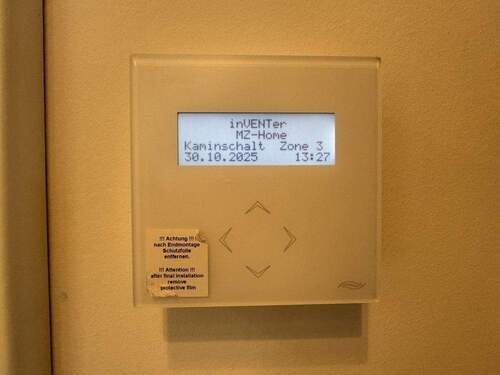 inVENTer
MZ-Home
Kaminschalt Zone 3
30.10.2025 13:27
!!! Achtung !!!
nach Endmontage
Schutzfolie
entfernen.
!!! Attention !!!
after final installation
remove
protective film